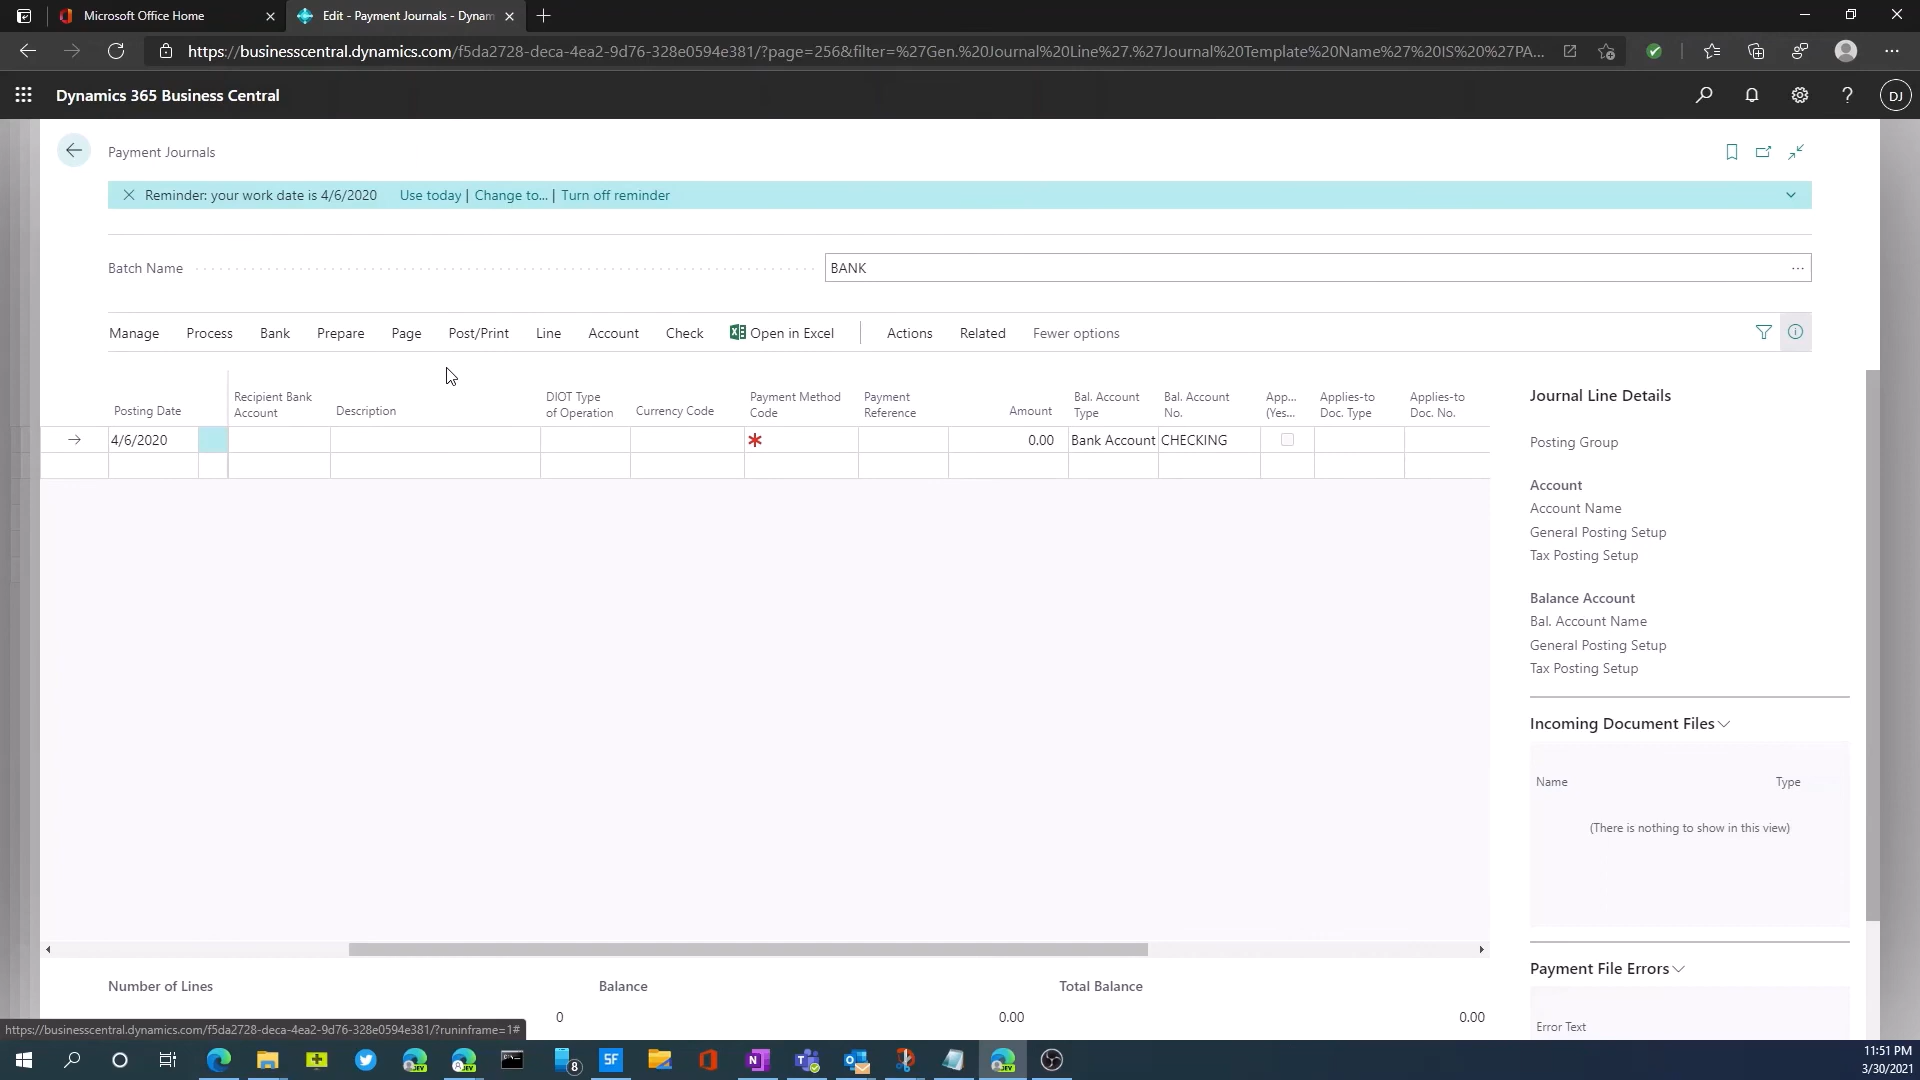 Microsoft Office Home
Edit - Payment Journals - Dynam
https://businesscentral.dynamics.com/f5da2728-deca-4ea2-9d76-328e0594e381/?page=256&filter=%27Gen.%20Journal%20Line%27.%27Journal%20Template%20Name%27%20IS%20%27PA...
Dynamics 365 Business Central
DJ
Payment Journals
Reminder: your work date is 4/6/2020 Use today | Change to... | Turn off reminder
Batch Name
BANK
Manage Process Bank Prepare Page Post/Print Line Account Check Open in Excel Actions Related Fewer options
Posting Date
Recipient Bank Account
Description
DIOT Type of Operation
Currency Code
Payment Method Code
Payment Reference
Amount
Bal. Account Type
Bal. Account No.
App... (Yes...
Applies-to Doc. Type
Applies-to Doc. No.
4/6/2020 0.00 Bank Account CHECKING
Journal Line Details
Posting Group
Account
Account Name
General Posting Setup
Tax Posting Setup
Balance Account
Bal. Account Name
General Posting Setup
Tax Posting Setup
Incoming Document Files
Name Type
(There is nothing to show in this view)
Payment File Errors
Error Text
Number of Lines
0
Balance
0.00
Total Balance
0.00
https://businesscentral.dynamics.com/f5da2728-deca-4ea2-9d76-328e0594e381/?runinframe=1#
DEV
DEV
8
SF
DEV
11:51 PM
3/30/2021